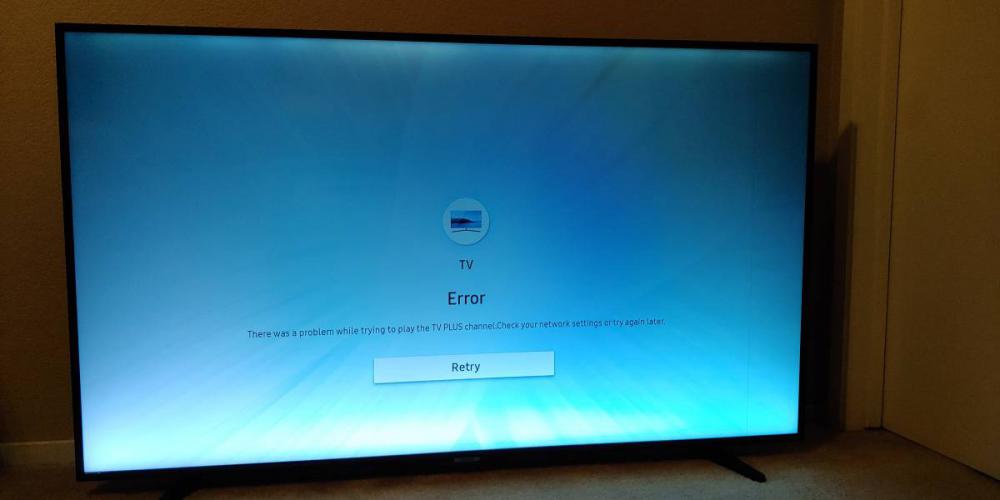 TV
Error
There was a problem while trying to play the TV PLUS channel.Check your network settings or try again later.
Retry